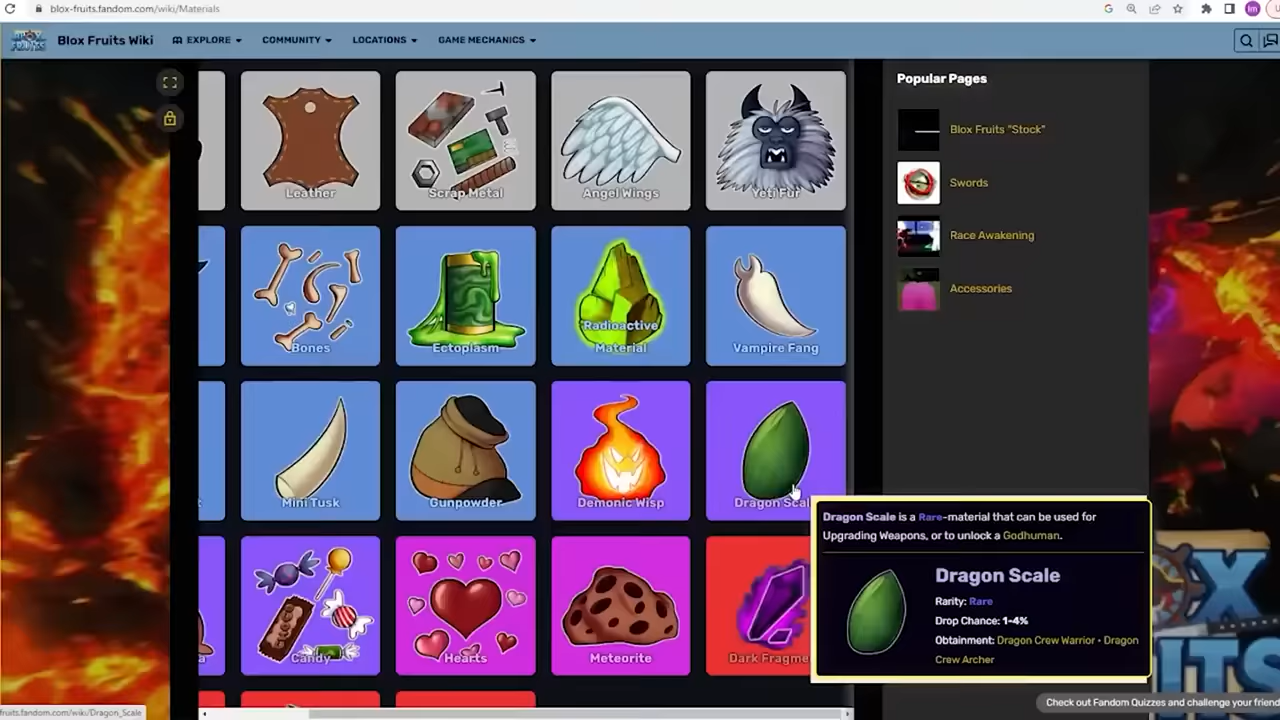 blox-fruits.fandom.com/wiki/Materials
Im
Blox Fruits Wiki
EXPLORE
COMMUNITY
LOCATIONS
GAME MECHANICS
Popular Pages
Blox Fruits "Stock"
Swords
Race Awakening
Accessories
Leather
Scrap Metal
Angel Wings
Yeti Fur
Bones
Ectoplasm
Radioactive
Material
Vampire Fang
Mini Tusk
Gunpowder
Demonic Wisp
Dragon Scal
Candy
Hearts
Meteorite
Dark Fragme
Dragon Scale is a Rare-material that can be used for
Upgrading Weapons, or to unlock a Godhuman.
Dragon Scale
Rarity: Rare
Drop Chance: 1-4%
Obtainment: Dragon Crew Warrior • Dragon
Crew Archer
fruits.fandom.com/wiki/Dragon_Scale
Check out Fandom Quizzes and challenge your friend